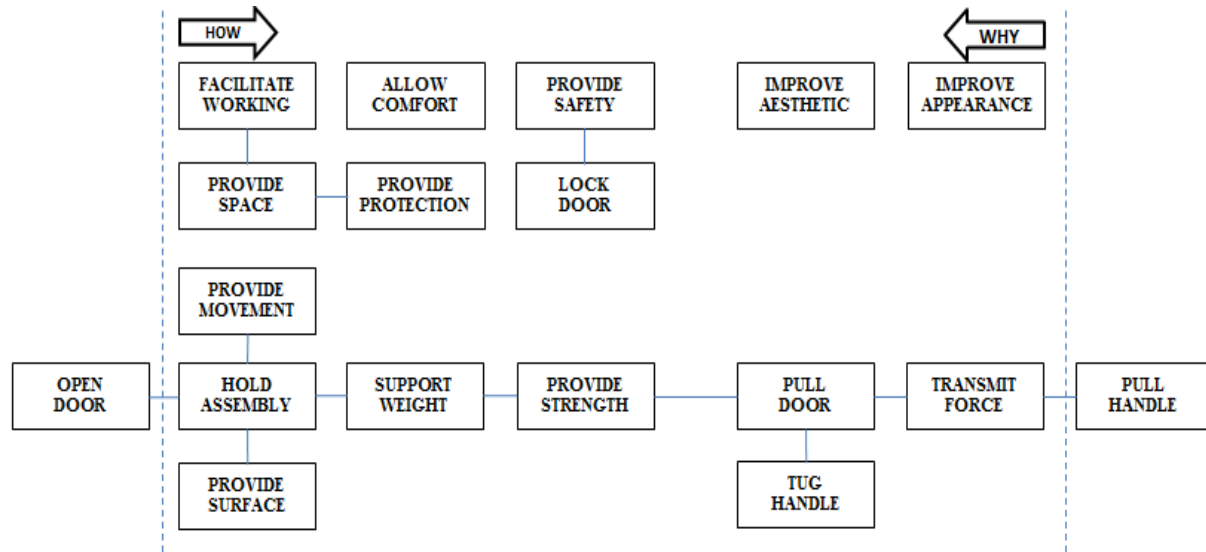 HOW
WHY
FACILITATE
WORKING
ALLOW
COMFORT
PROVIDE
SAFETY
IMPROVE
AESTHETIC
IMPROVE
APPEARANCE
PROVIDE
SPACE
PROVIDE
PROTECTION
LOCK
DOOR
PROVIDE
MOVEMENT
OPEN
DOOR
HOLD
ASSEMBLY
SUPPORT
WEIGHT
PROVIDE
STRENGTH
PULL
DOOR
TRANSMIT
FORCE
PULL
HANDLE
PROVIDE
SURFACE
TUG
HANDLE